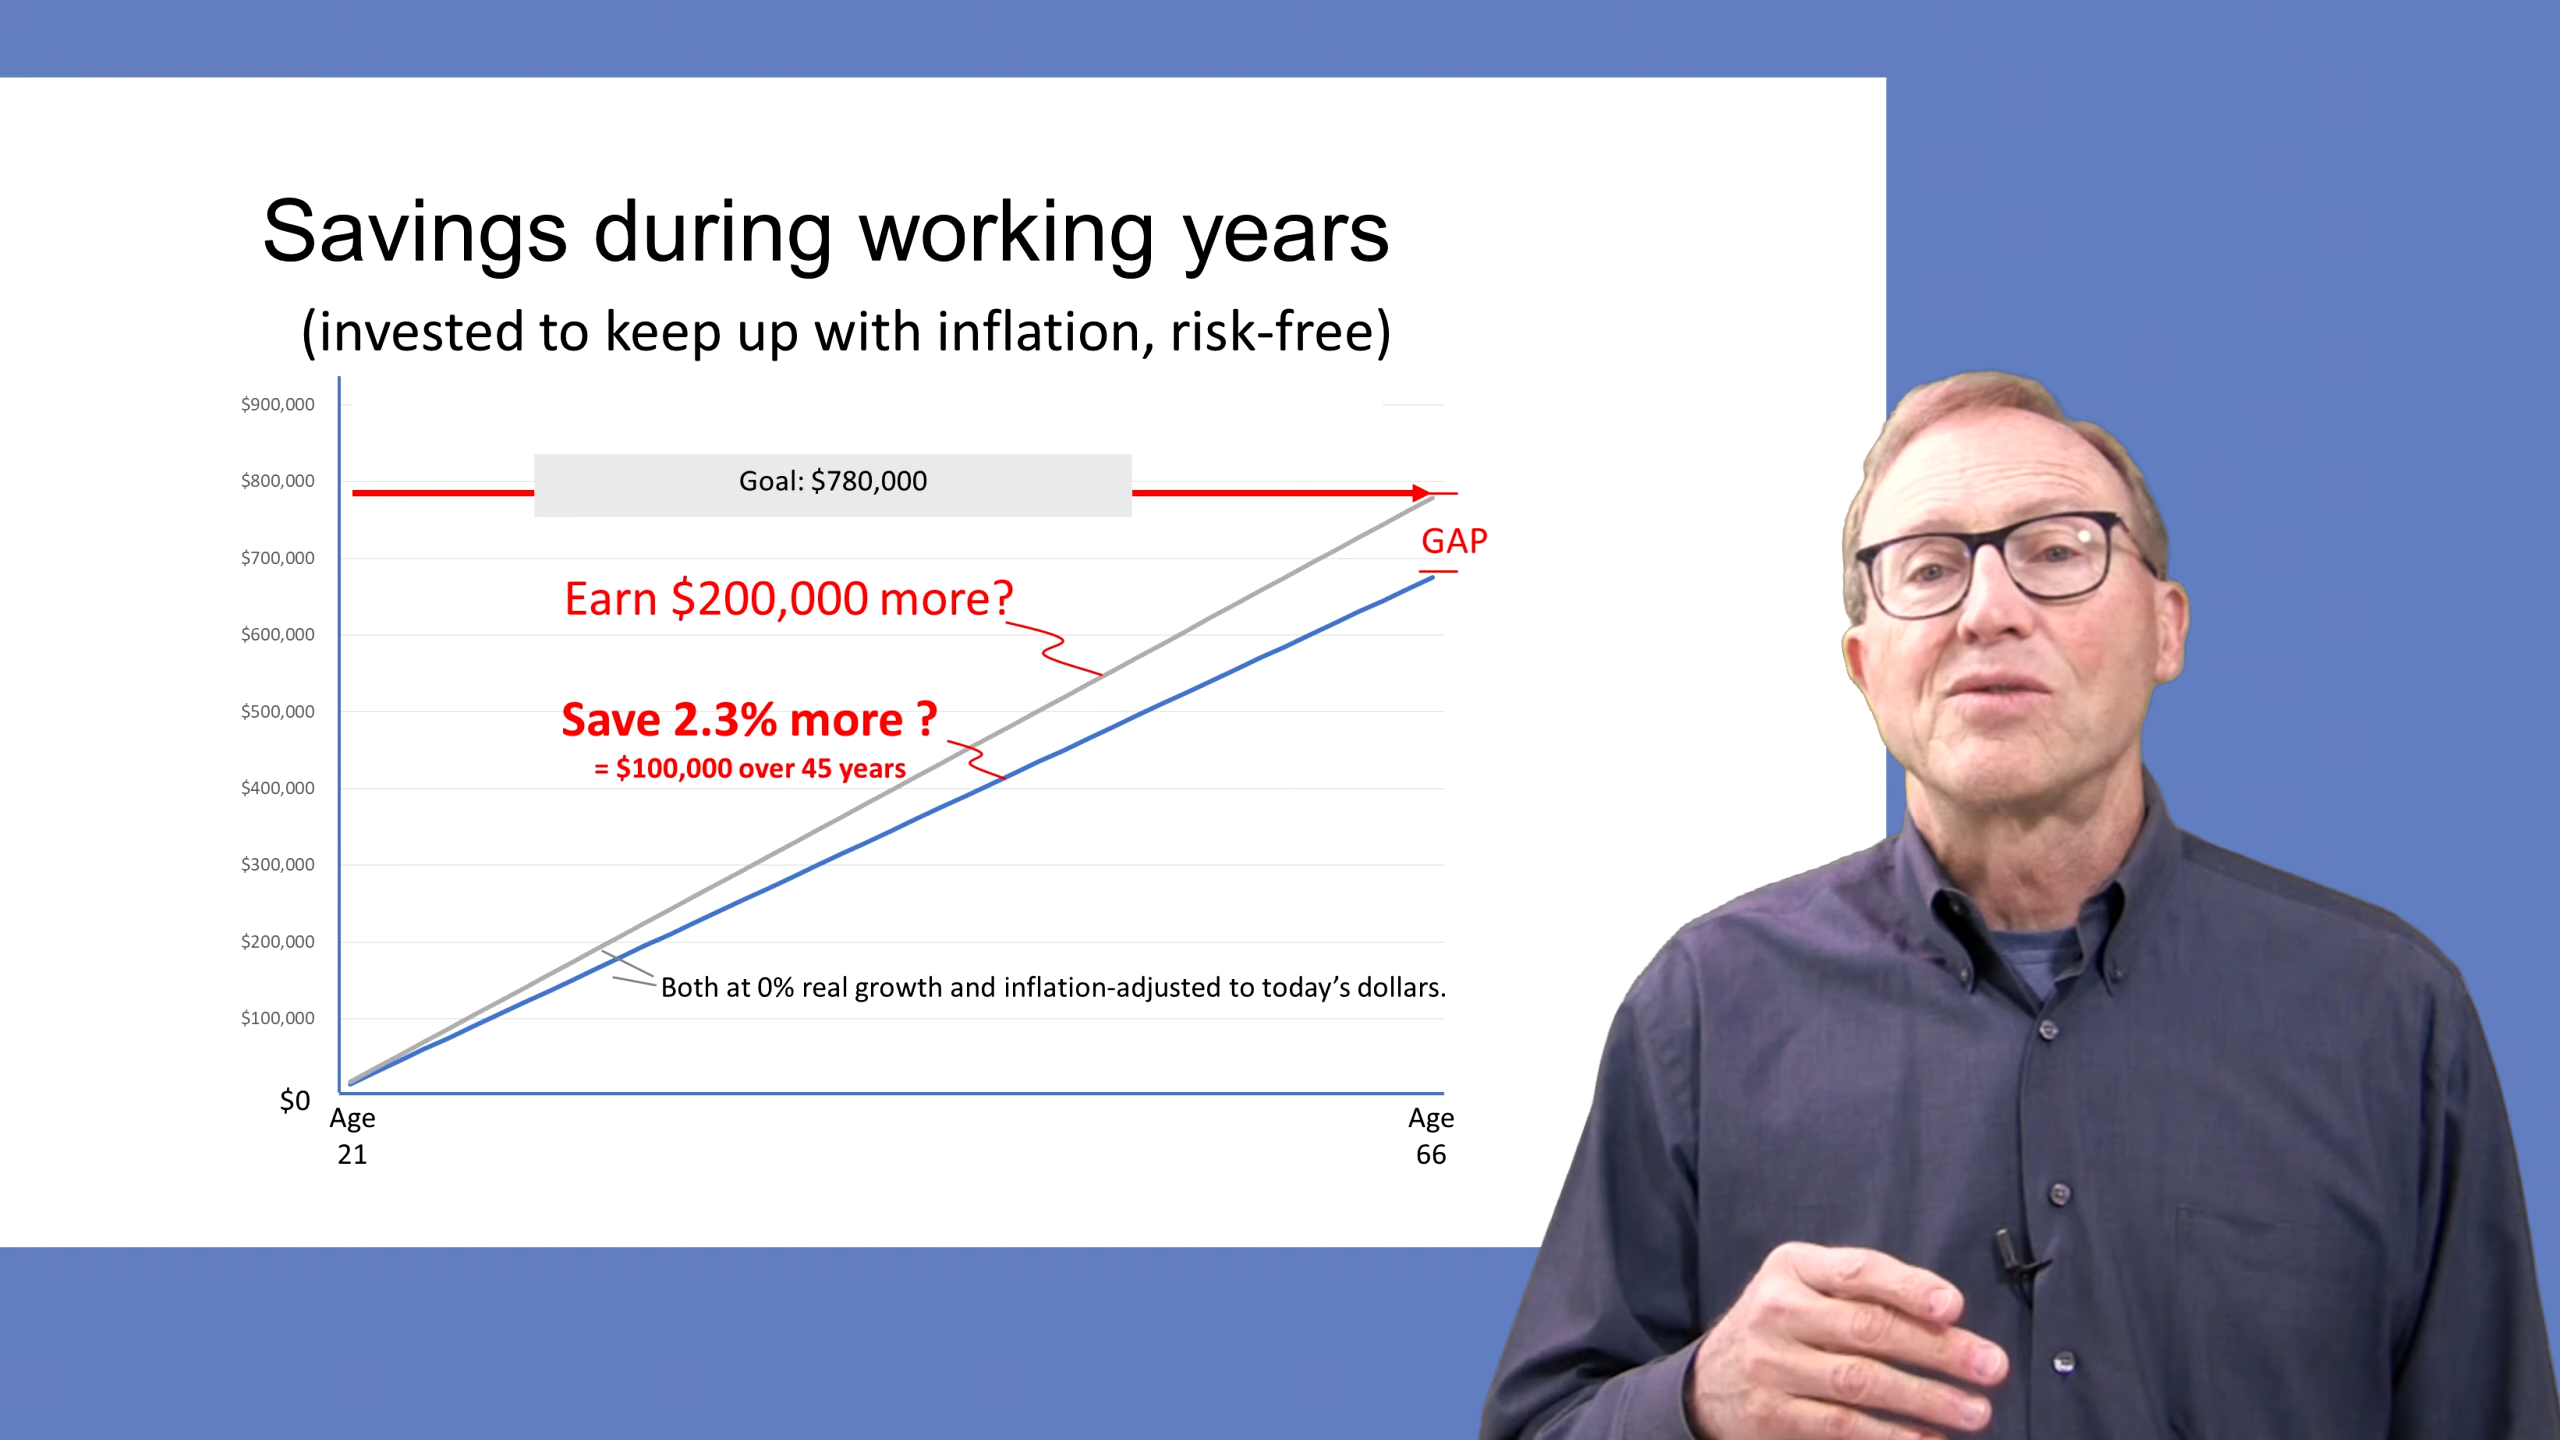 Savings during working years
(invested to keep up with inflation, risk-free)
$900,000
$800,000
Goal: $780,000
$700,000
GAP
Earn $200,000 more?
$600,000
Save 2.3% more ?
$500,000
= $100,000 over 45 years
$400,000
$300,000
$200,000
Both at 0% real growth and inflation-adjusted to today’s dollars.
$100,000
$0
Age
21
Age
66